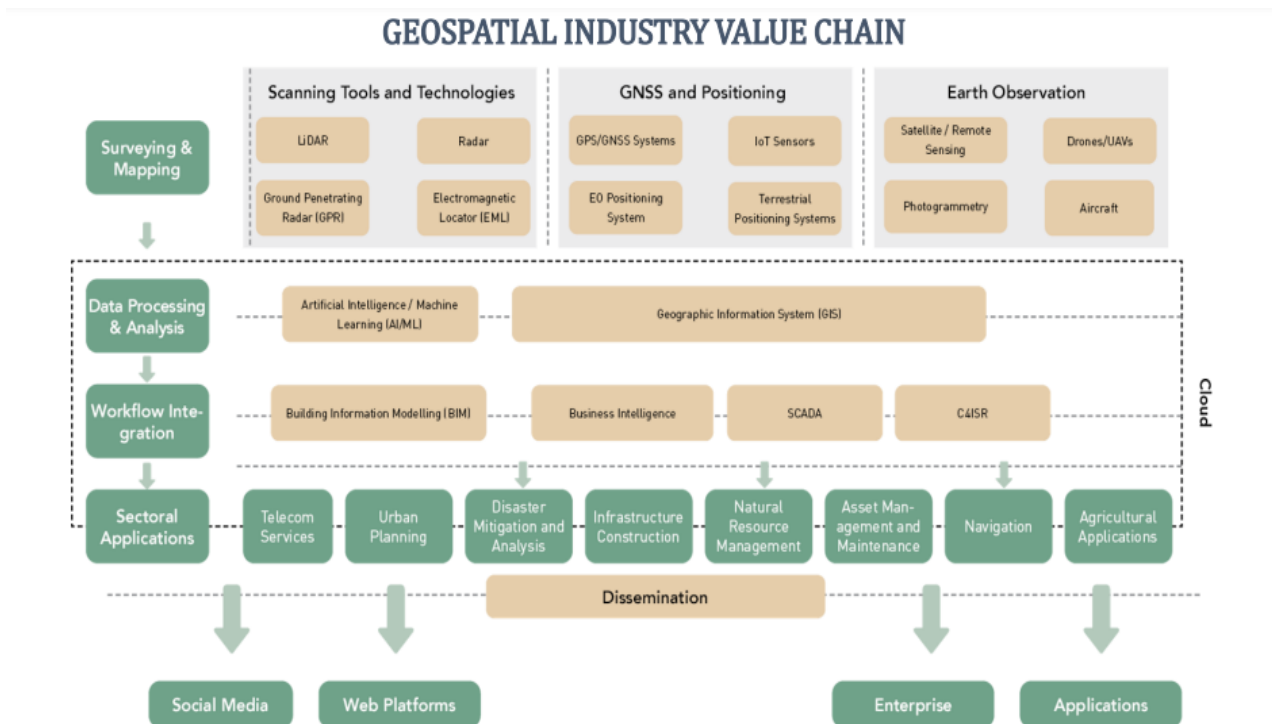 GEOSPATIAL INDUSTRY VALUE CHAIN
Surveying &
Mapping
Scanning Tools and Technologies
LiDAR
Radar
Ground Penetrating
Radar (GPR)
Electromagnetic
Locator (EML)
GNSS and Positioning
GPS/GNSS Systems
IoT Sensors
EO Positioning
System
Terrestrial
Positioning Systems
Earth Observation
Satellite / Remote
Sensing
Drones/UAVs
Photogrammetry
Aircraft
Data Processing
& Analysis
Artificial Intelligence / Machine
Learning (AI/ML)
Geographic Information System (GIS)
Workflow Inte-
gration
Building Information Modelling (BIM)
Business Intelligence
SCADA
C4ISR
Cloud
Sectoral
Applications
Telecom
Services
Urban
Planning
Disaster
Mitigation and
Analysis
Infrastructure
Construction
Natural
Resource
Management
Asset Man-
agement and
Maintenance
Navigation
Agricultural
Applications
Dissemination
Social Media
Web Platforms
Enterprise
Applications